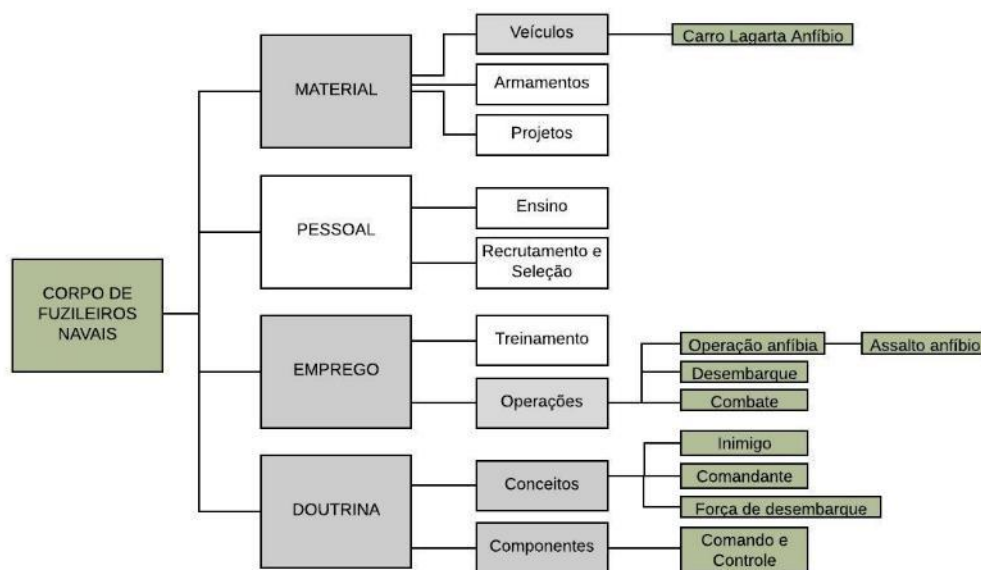 CORPO DE
FUZILEIROS
NAVAIS
MATERIAL
Veículos
Carro Lagarta Anfíbio
Armamentos
Projetos
PESSOAL
Ensino
Recrutamento e
Seleção
EMPREGO
Treinamento
Operações
Operação anfíbia
Assalto anfíbio
Desembarque
Combate
DOUTRINA
Conceitos
Inimigo
Comandante
Força de desembarque
Componentes
Comando e
Controle